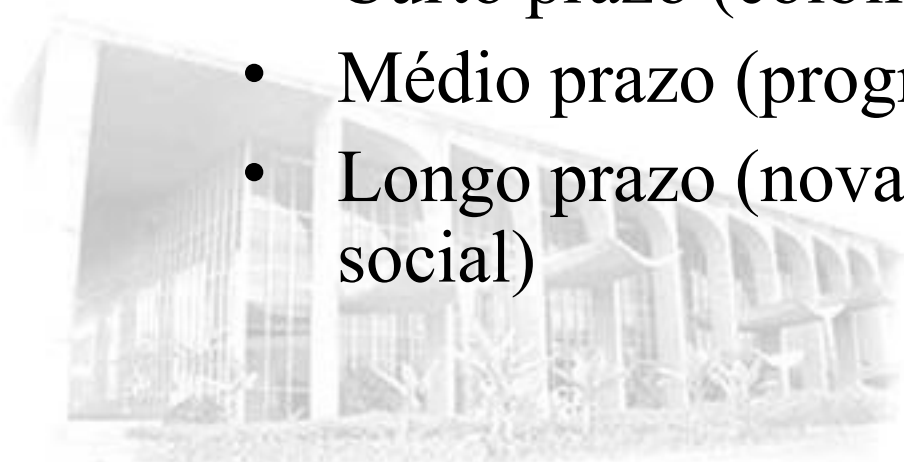 • Médio prazo (progr
• Longo prazo (nova
social)